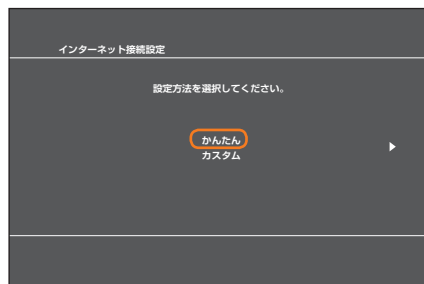 インターネット接続設定
設定方法を選択してください。
かんたん
カスタム